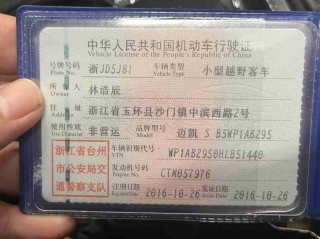 中华人民共和国机动车行驶证
Vehicle License of the People's Republic of China
号牌号码 浙JD5J81 车辆类型 小型越野客车
Plate No. Vehicle Type
所有人 林浩辰
Owner
住址 浙江省玉环县沙门镇中滨西路2号
Address
使用性质 非营运 品牌型号 迈凯 S B5WP1AB295
Use Character Model
浙江省台州 车辆识别代号 WP1AB2950HLB51440
VIN
市公安局交 发动机号码 CTK057976
Engine No.
通警察支队 注册日期 2016-10-26 发证日期 2016-10-26
Register Date Issue Date